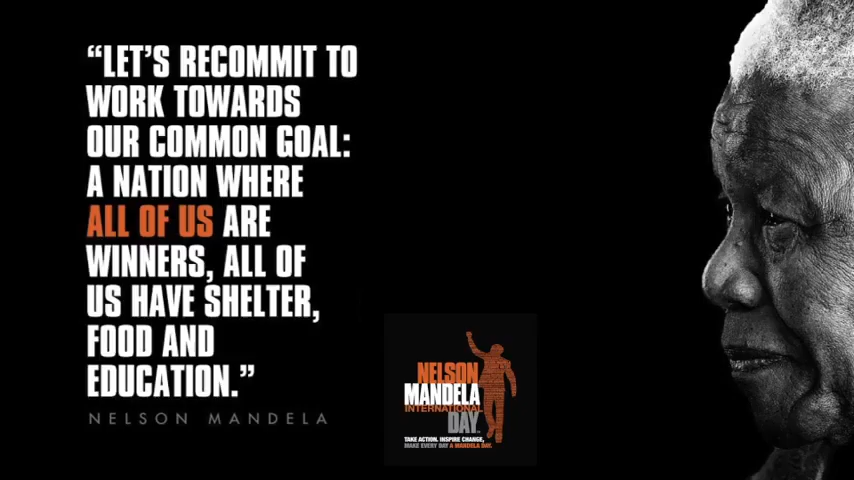 “LET’S RECOMMIT TO
WORK TOWARDS
OUR COMMON GOAL:
A NATION WHERE
ALL OF US ARE
WINNERS, ALL OF
US HAVE SHELTER,
FOOD AND
EDUCATION.”
NELSON MANDELA
NELSON
MANDELA
INTERNATIONAL
DAY
TAKE ACTION. INSPIRE CHANGE,
MAKE EVERY DAY A MANDELA DAY.